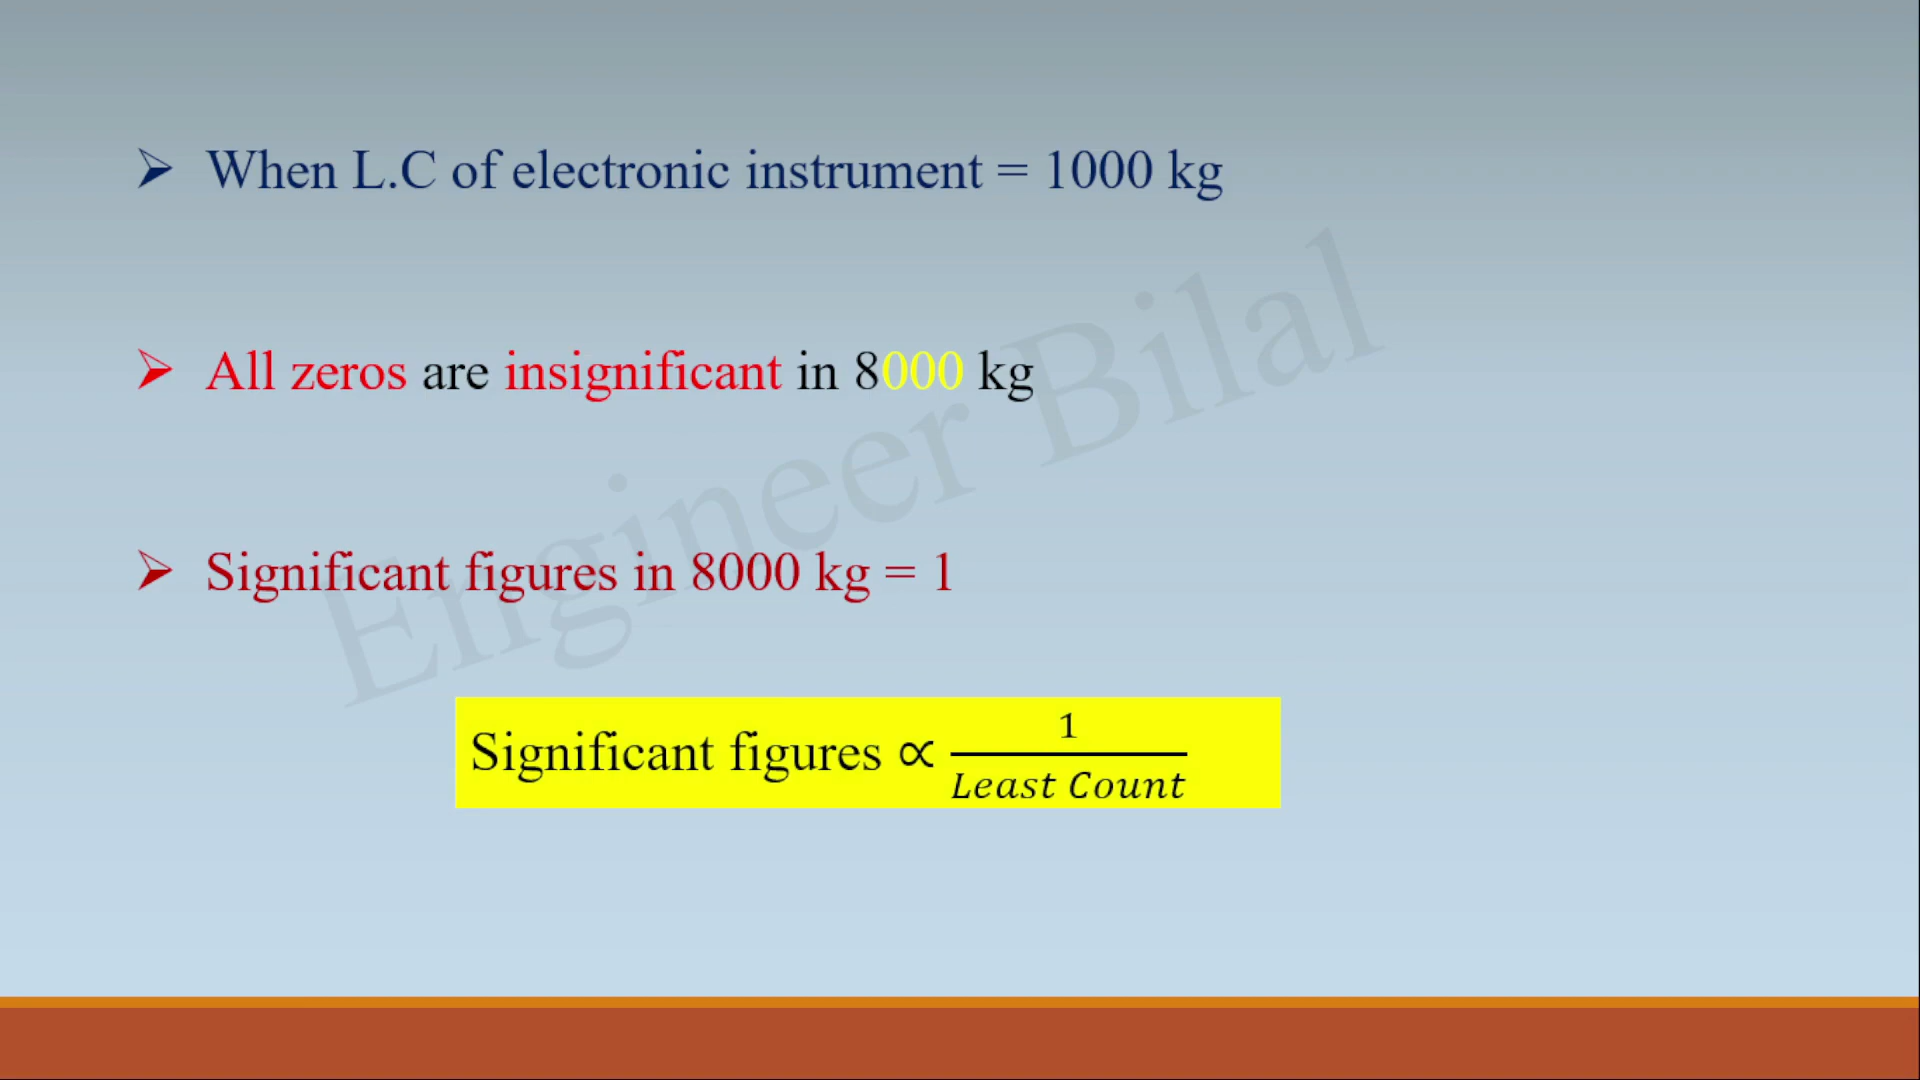 ➢ When L.C of electronic instrument = 1000 kg
➢ All zeros are insignificant in 8000 kg
➢ Significant figures in 8000 kg = 1
Significant figures ∝ 1 / Least Count
Engineer Bilal